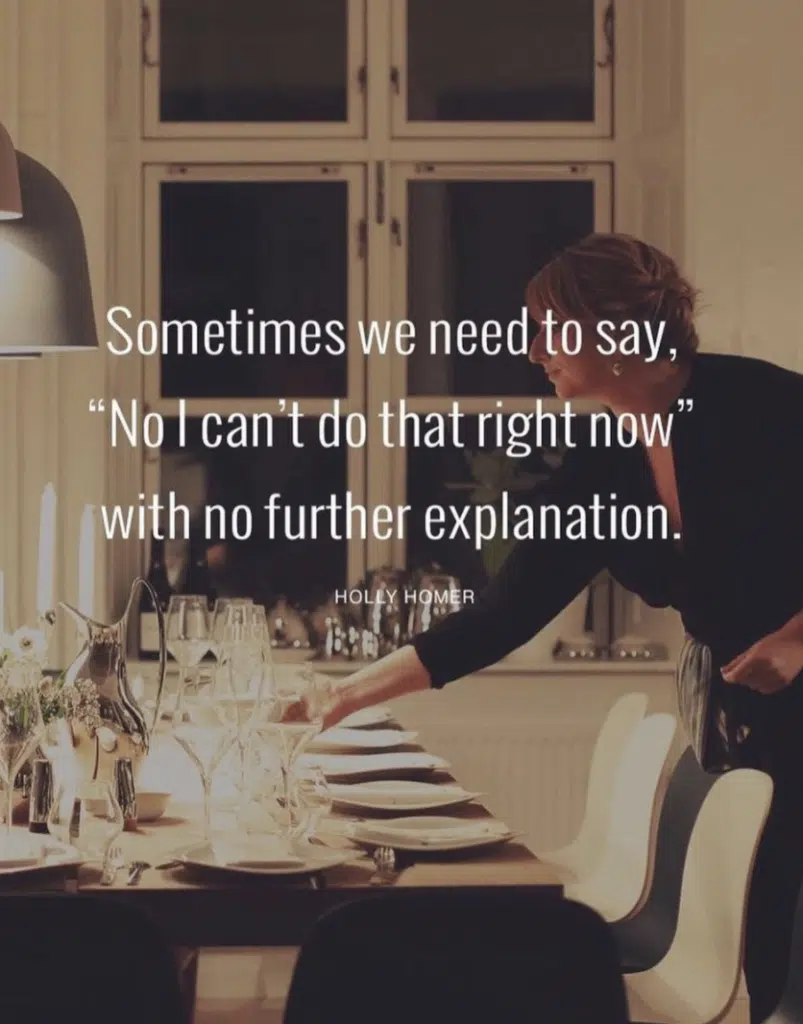 Sometimes we need to say,
“No I can’t do that right now”
with no further explanation.
HOLLY HOMER